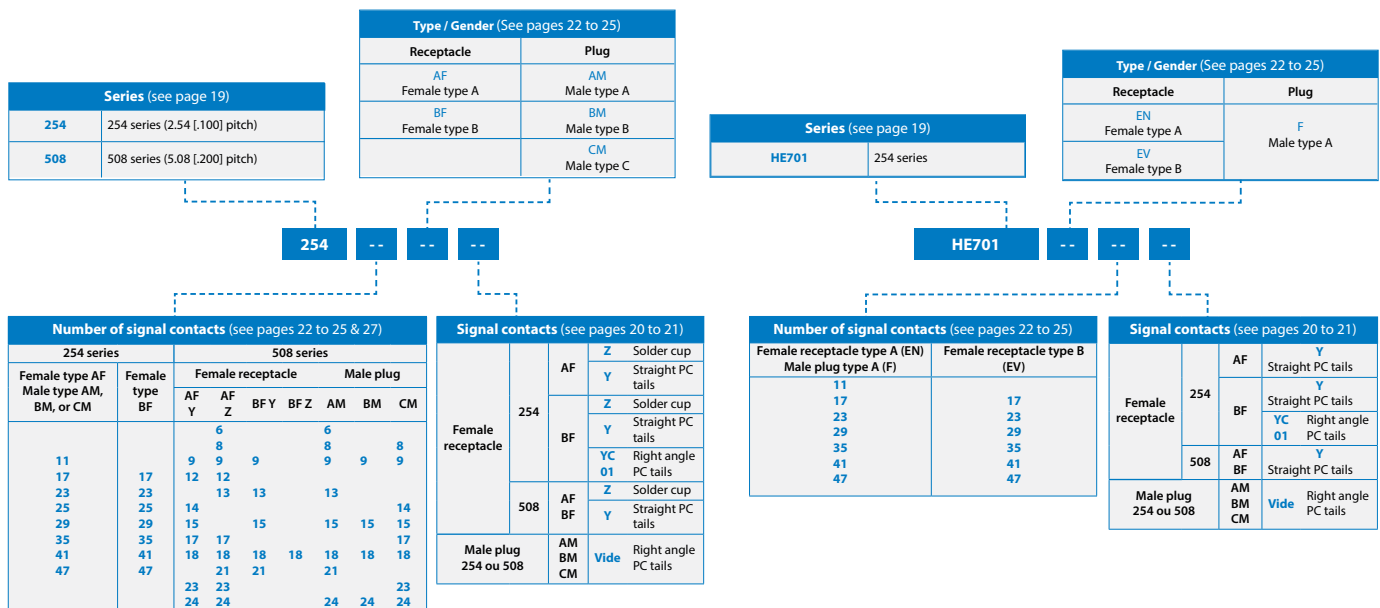 Type / Gender (See pages 22 to 25)
Receptacle Plug
AF AM
Female type A Male type A
BF BM
Female type B Male type B
CM
Male type C
Series (see page 19)
254 254 series (2.54 [.100] pitch)
508 508 series (5.08 [.200] pitch)
254 - - - - - -
Number of signal contacts (see pages 22 to 25 & 27)
254 series 508 series
Female type AF Male type AM, BM, or CM Female type BF Female receptacle Male plug
AF Y AF Z BF Y BF Z AM BM CM
6 6
8 8 8
11 9 9 9 9 9 9
17 17 12 12
23 23 13 13 13
25 25 14 14
29 29 15 15 15 15 15
35 35 17 17 17
41 41 18 18 18 18 18 18 18
47 47 21 21 21
23 23 23
24 24 24 24 24
Signal contacts (see pages 20 to 21)
Female receptacle 254 AF Z Solder cup
Y Straight PC tails
BF Z Solder cup
Y Straight PC tails
YC 01 Right angle PC tails
508 AF BF Z Solder cup
Y Straight PC tails
Male plug 254 ou 508 AM BM CM Vide Right angle PC tails
Series (see page 19)
HE701 254 series
Type / Gender (See pages 22 to 25)
Receptacle Plug
EN
Female type A
EV
Female type B
F
Male type A
HE701 - - - - - -
Number of signal contacts (see pages 22 to 25)
Female receptacle type A (EN) Male plug type A (F) Female receptacle type B (EV)
11
17 17
23 23
29 29
35 35
41 41
47 47
Signal contacts (see pages 20 to 21)
Female receptacle 254 AF Y Straight PC tails
BF Y Straight PC tails
YC 01 Right angle PC tails
508 AF BF Y Straight PC tails
Male plug 254 ou 508 AM BM CM Vide Right angle PC tails